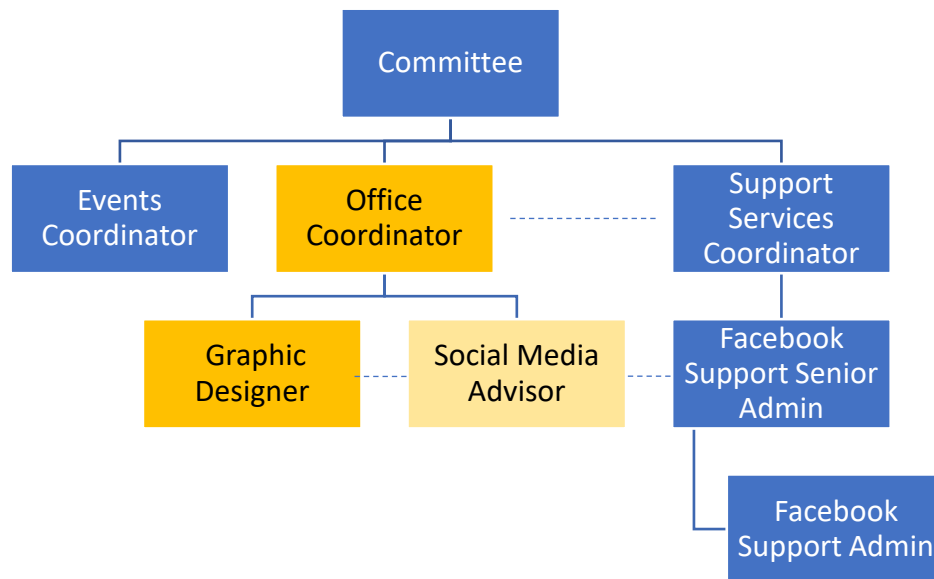 Committee
Events
Coordinator
Office
Coordinator
Support
Services
Coordinator
Graphic
Designer
Social Media
Advisor
Facebook
Support Senior
Admin
Facebook
Support Admin